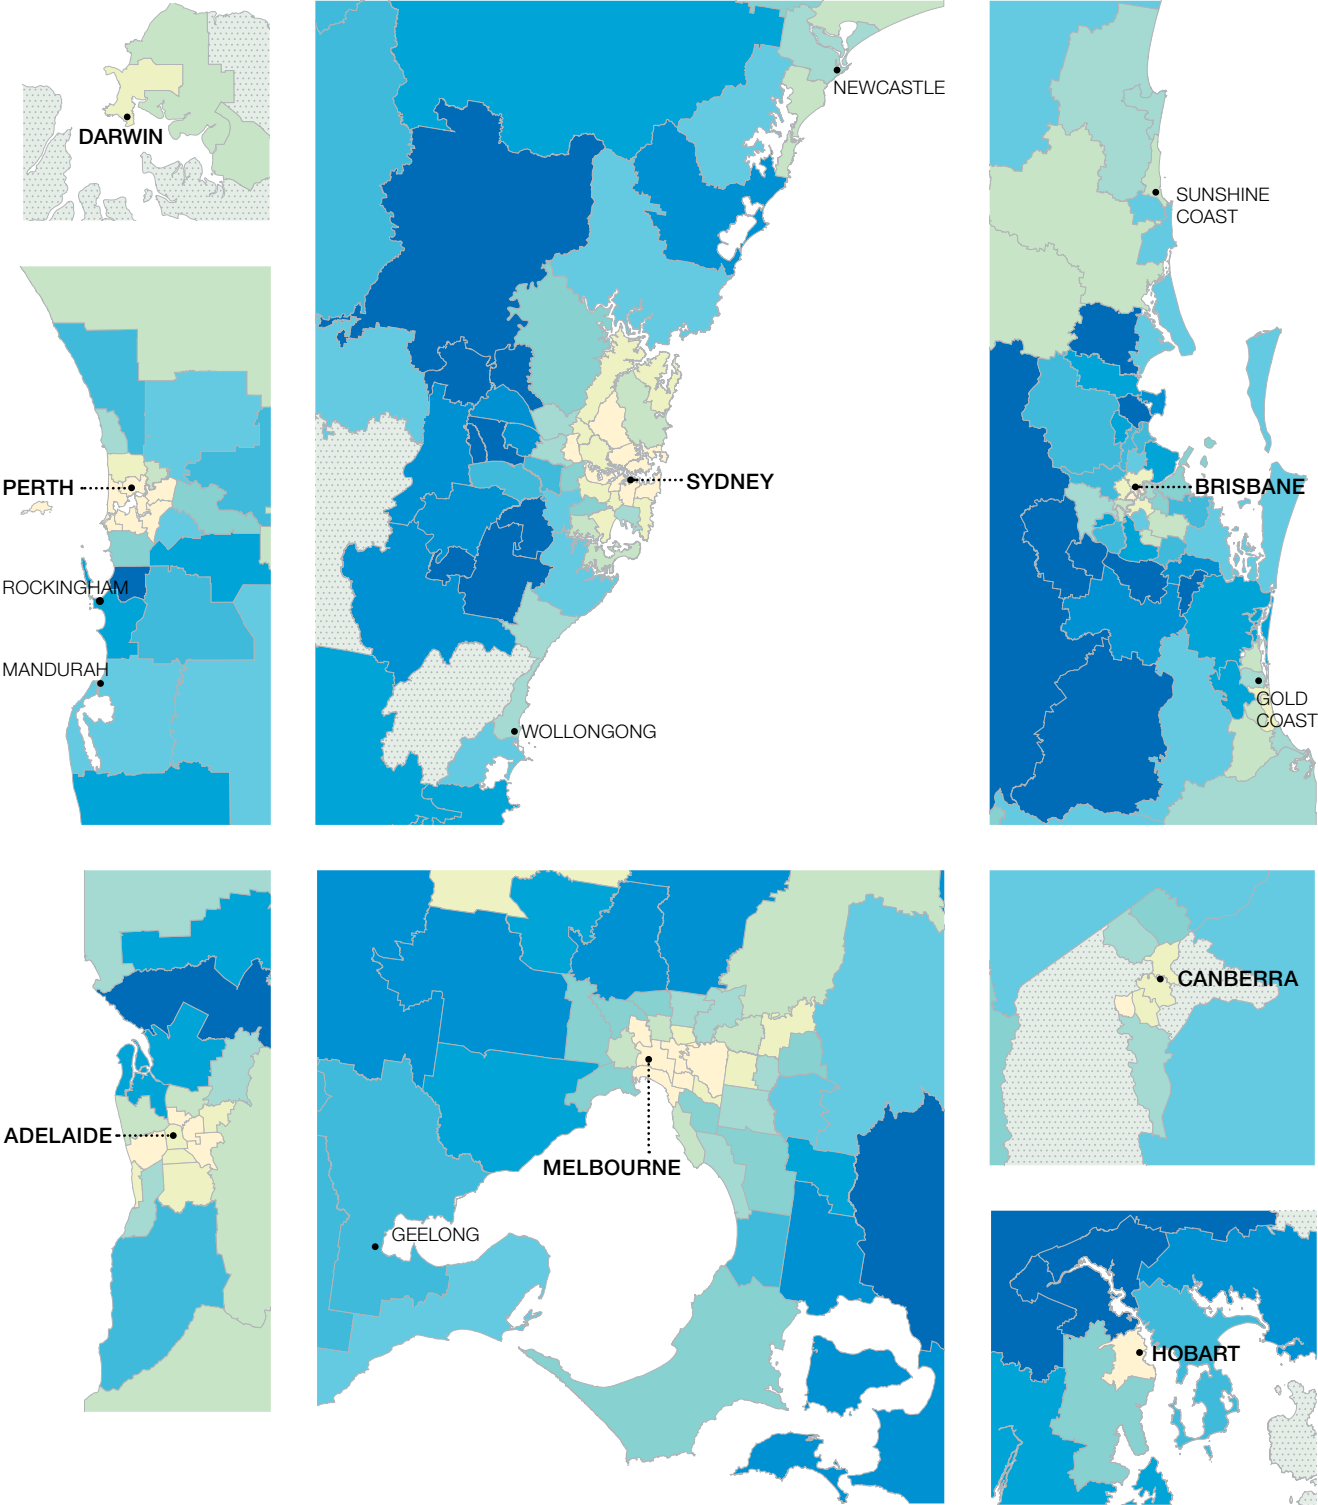 DARWIN
NEWCASTLE
SUNSHINE
COAST
PERTH
SYDNEY
BRISBANE
ROCKINGHAM
MANDURAH
GOLD
COAST
WOLLONGONG
CANBERRA
ADELAIDE
MELBOURNE
GEELONG
HOBART